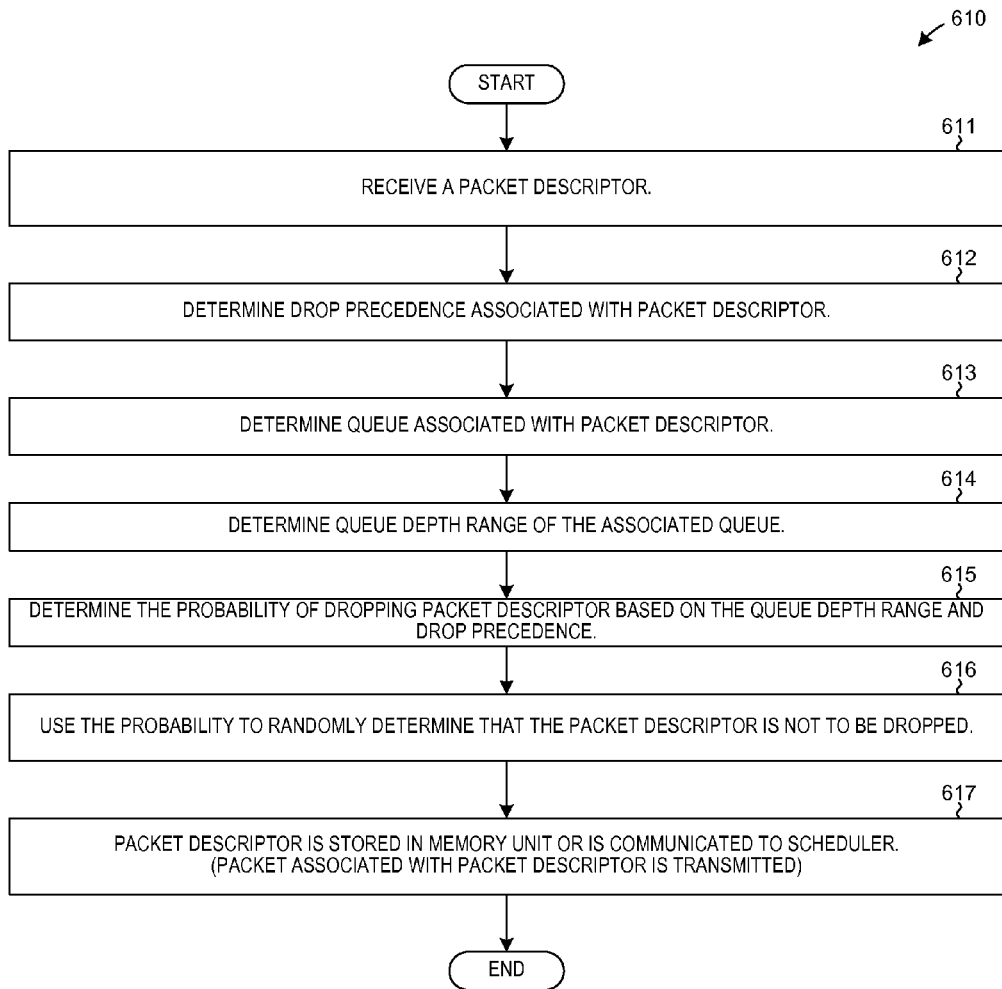 610
START
611
RECEIVE A PACKET DESCRIPTOR.
612
DETERMINE DROP PRECEDENCE ASSOCIATED WITH PACKET DESCRIPTOR.
613
DETERMINE QUEUE ASSOCIATED WITH PACKET DESCRIPTOR.
614
DETERMINE QUEUE DEPTH RANGE OF THE ASSOCIATED QUEUE.
615
DETERMINE THE PROBABILITY OF DROPPING PACKET DESCRIPTOR BASED ON THE QUEUE DEPTH RANGE AND
DROP PRECEDENCE.
616
USE THE PROBABILITY TO RANDOMLY DETERMINE THAT THE PACKET DESCRIPTOR IS NOT TO BE DROPPED.
617
PACKET DESCRIPTOR IS STORED IN MEMORY UNIT OR IS COMMUNICATED TO SCHEDULER.
(PACKET ASSOCIATED WITH PACKET DESCRIPTOR IS TRANSMITTED)
END